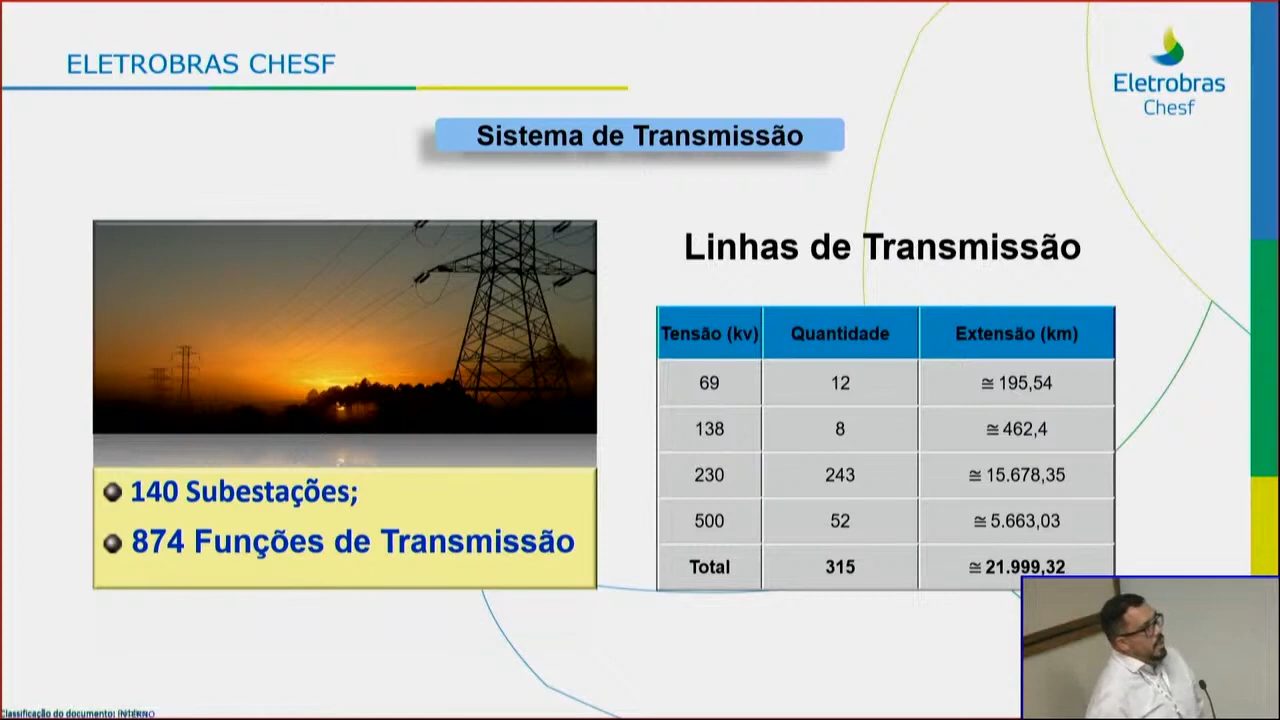 ELETROBRAS CHESF
Eletrobras
Chesf
Sistema de Transmissão
140 Subestações;
874 Funções de Transmissão
Linhas de Transmissão
Tensão (kv) Quantidade Extensão (km)
69 12 ≅ 195,54
138 8 ≅ 462,4
230 243 ≅ 15.678,35
500 52 ≅ 5.663,03
Total 315 ≅ 21.999,32
Classificação do documento: INTERNO